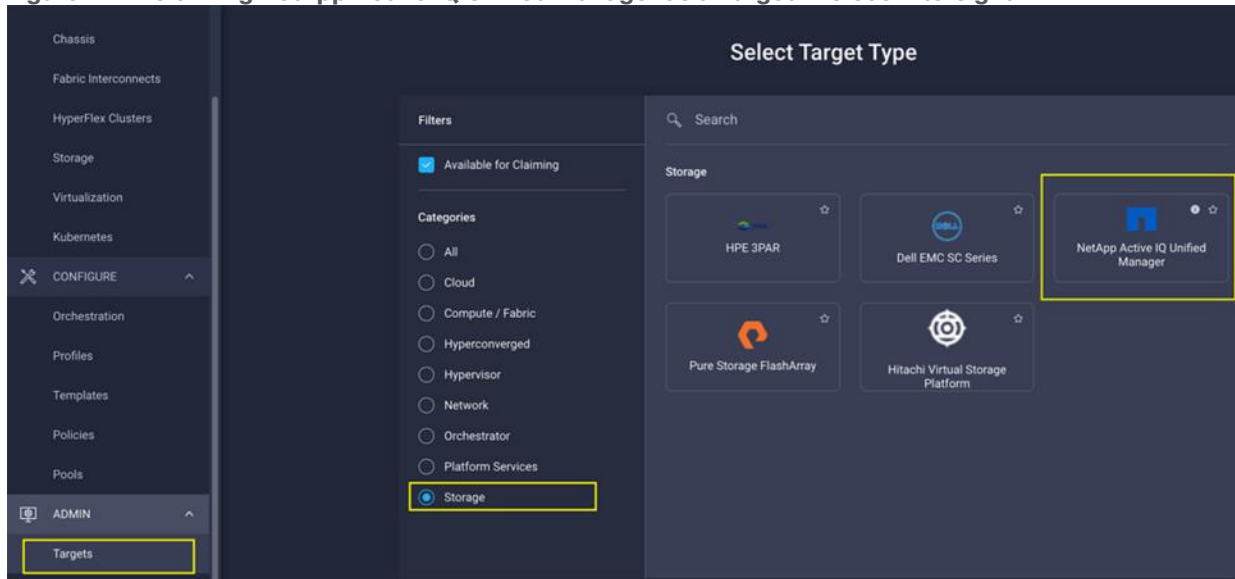 Chassis
Fabric Interconnects
HyperFlex Clusters
Storage
Virtualization
Kubernetes
CONFIGURE
Orchestration
Profiles
Templates
Policies
Pools
ADMIN
Targets
Select Target Type
Filters
Available for Claiming
Categories
All
Cloud
Compute / Fabric
Hyperconverged
Hypervisor
Network
Orchestrator
Platform Services
Storage
Search
Storage
HPE 3PAR
DELL
Dell EMC SC Series
NetApp Active IQ Unified
Manager
Pure Storage FlashArray
Hitachi Virtual Storage
Platform